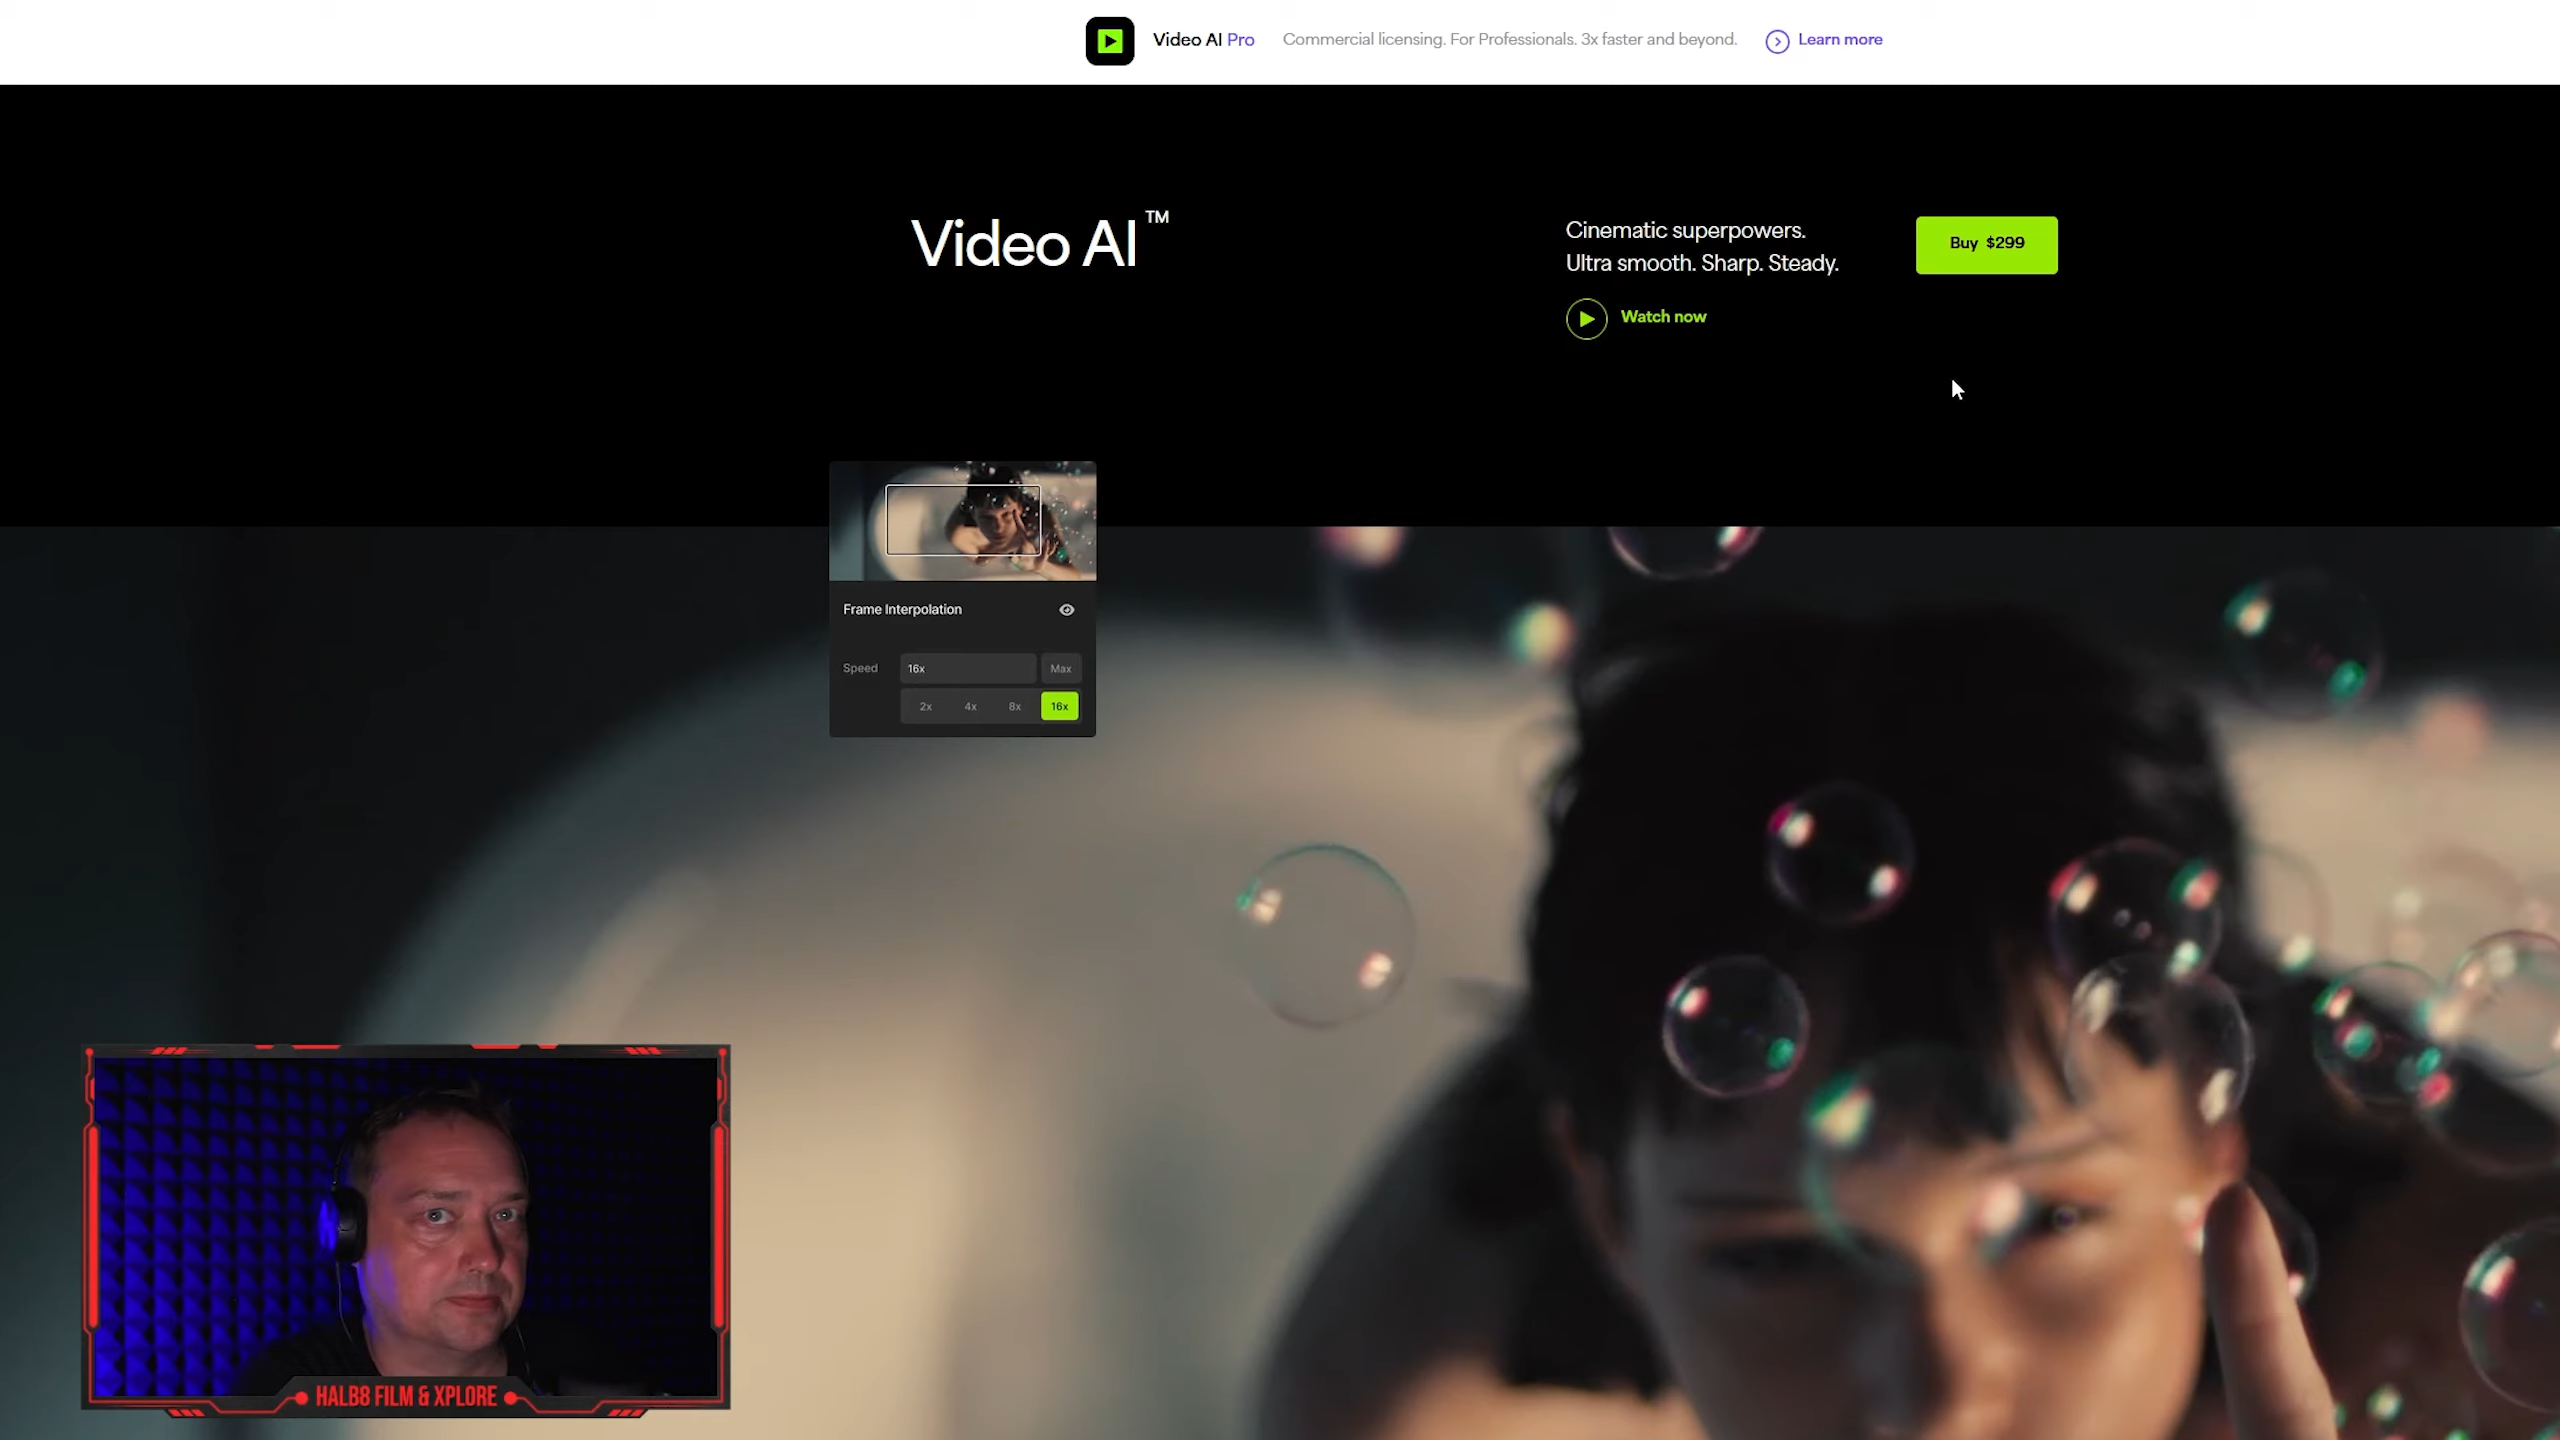 Video AI Pro
Commercial licensing. For Professionals. 3x faster and beyond.
Learn more
Video AI™
Cinematic superpowers.
Ultra smooth. Sharp. Steady.
Buy $299
Watch now
Frame Interpolation
Speed 16x Max
2x 4x 8x 16x
HALB8 FILM & XPLORE